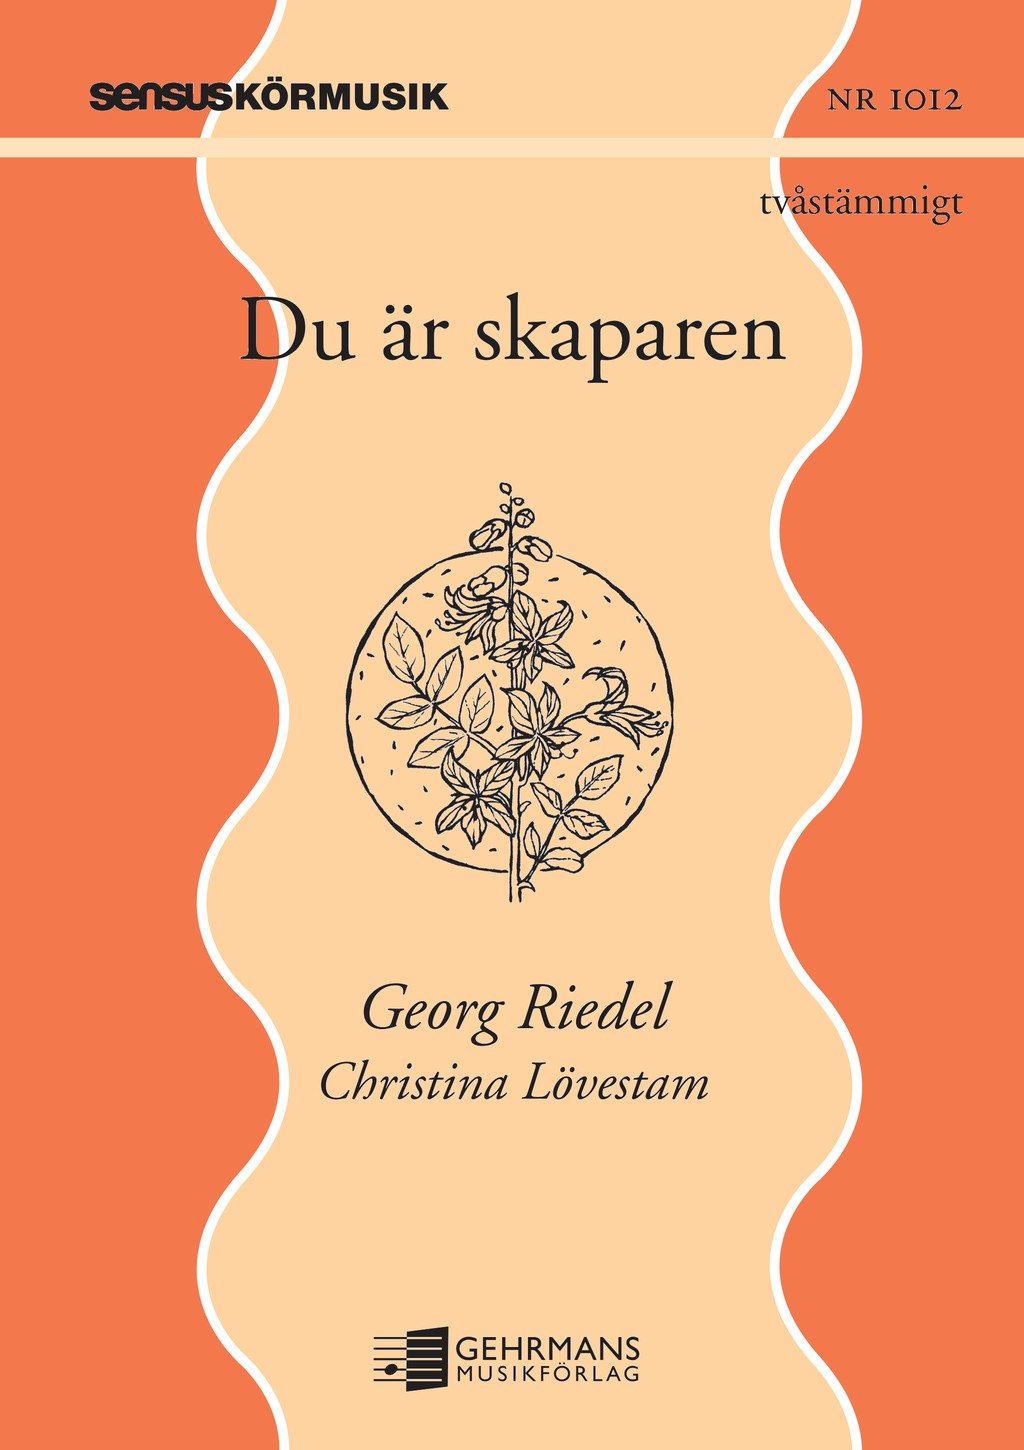 sensusKÖRMUSIK
NR 1012
tvåstämmigt
Du är skaparen
Georg Riedel
Christina Lövestam
GEHRMANS
MUSIKFÖRLAG